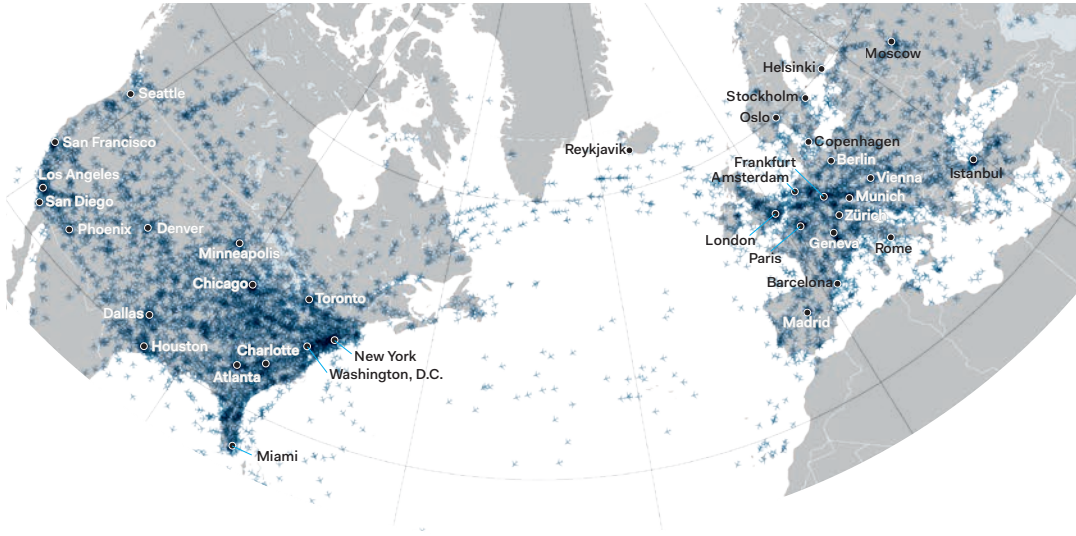 Moscow
Helsinki
Seattle
Stockholm
Oslo
San Francisco
Copenhagen
Reykjavik
Frankfurt
Berlin
Amsterdam
Istanbul
Los Angeles
Vienna
San Diego
Munich
Zürich
Phoenix
Denver
London
Geneva
Rome
Minneapolis
Paris
Chicago
Barcelona
Toronto
Dallas
Madrid
Houston
Charlotte
New York
Washington, D.C.
Atlanta
Miami